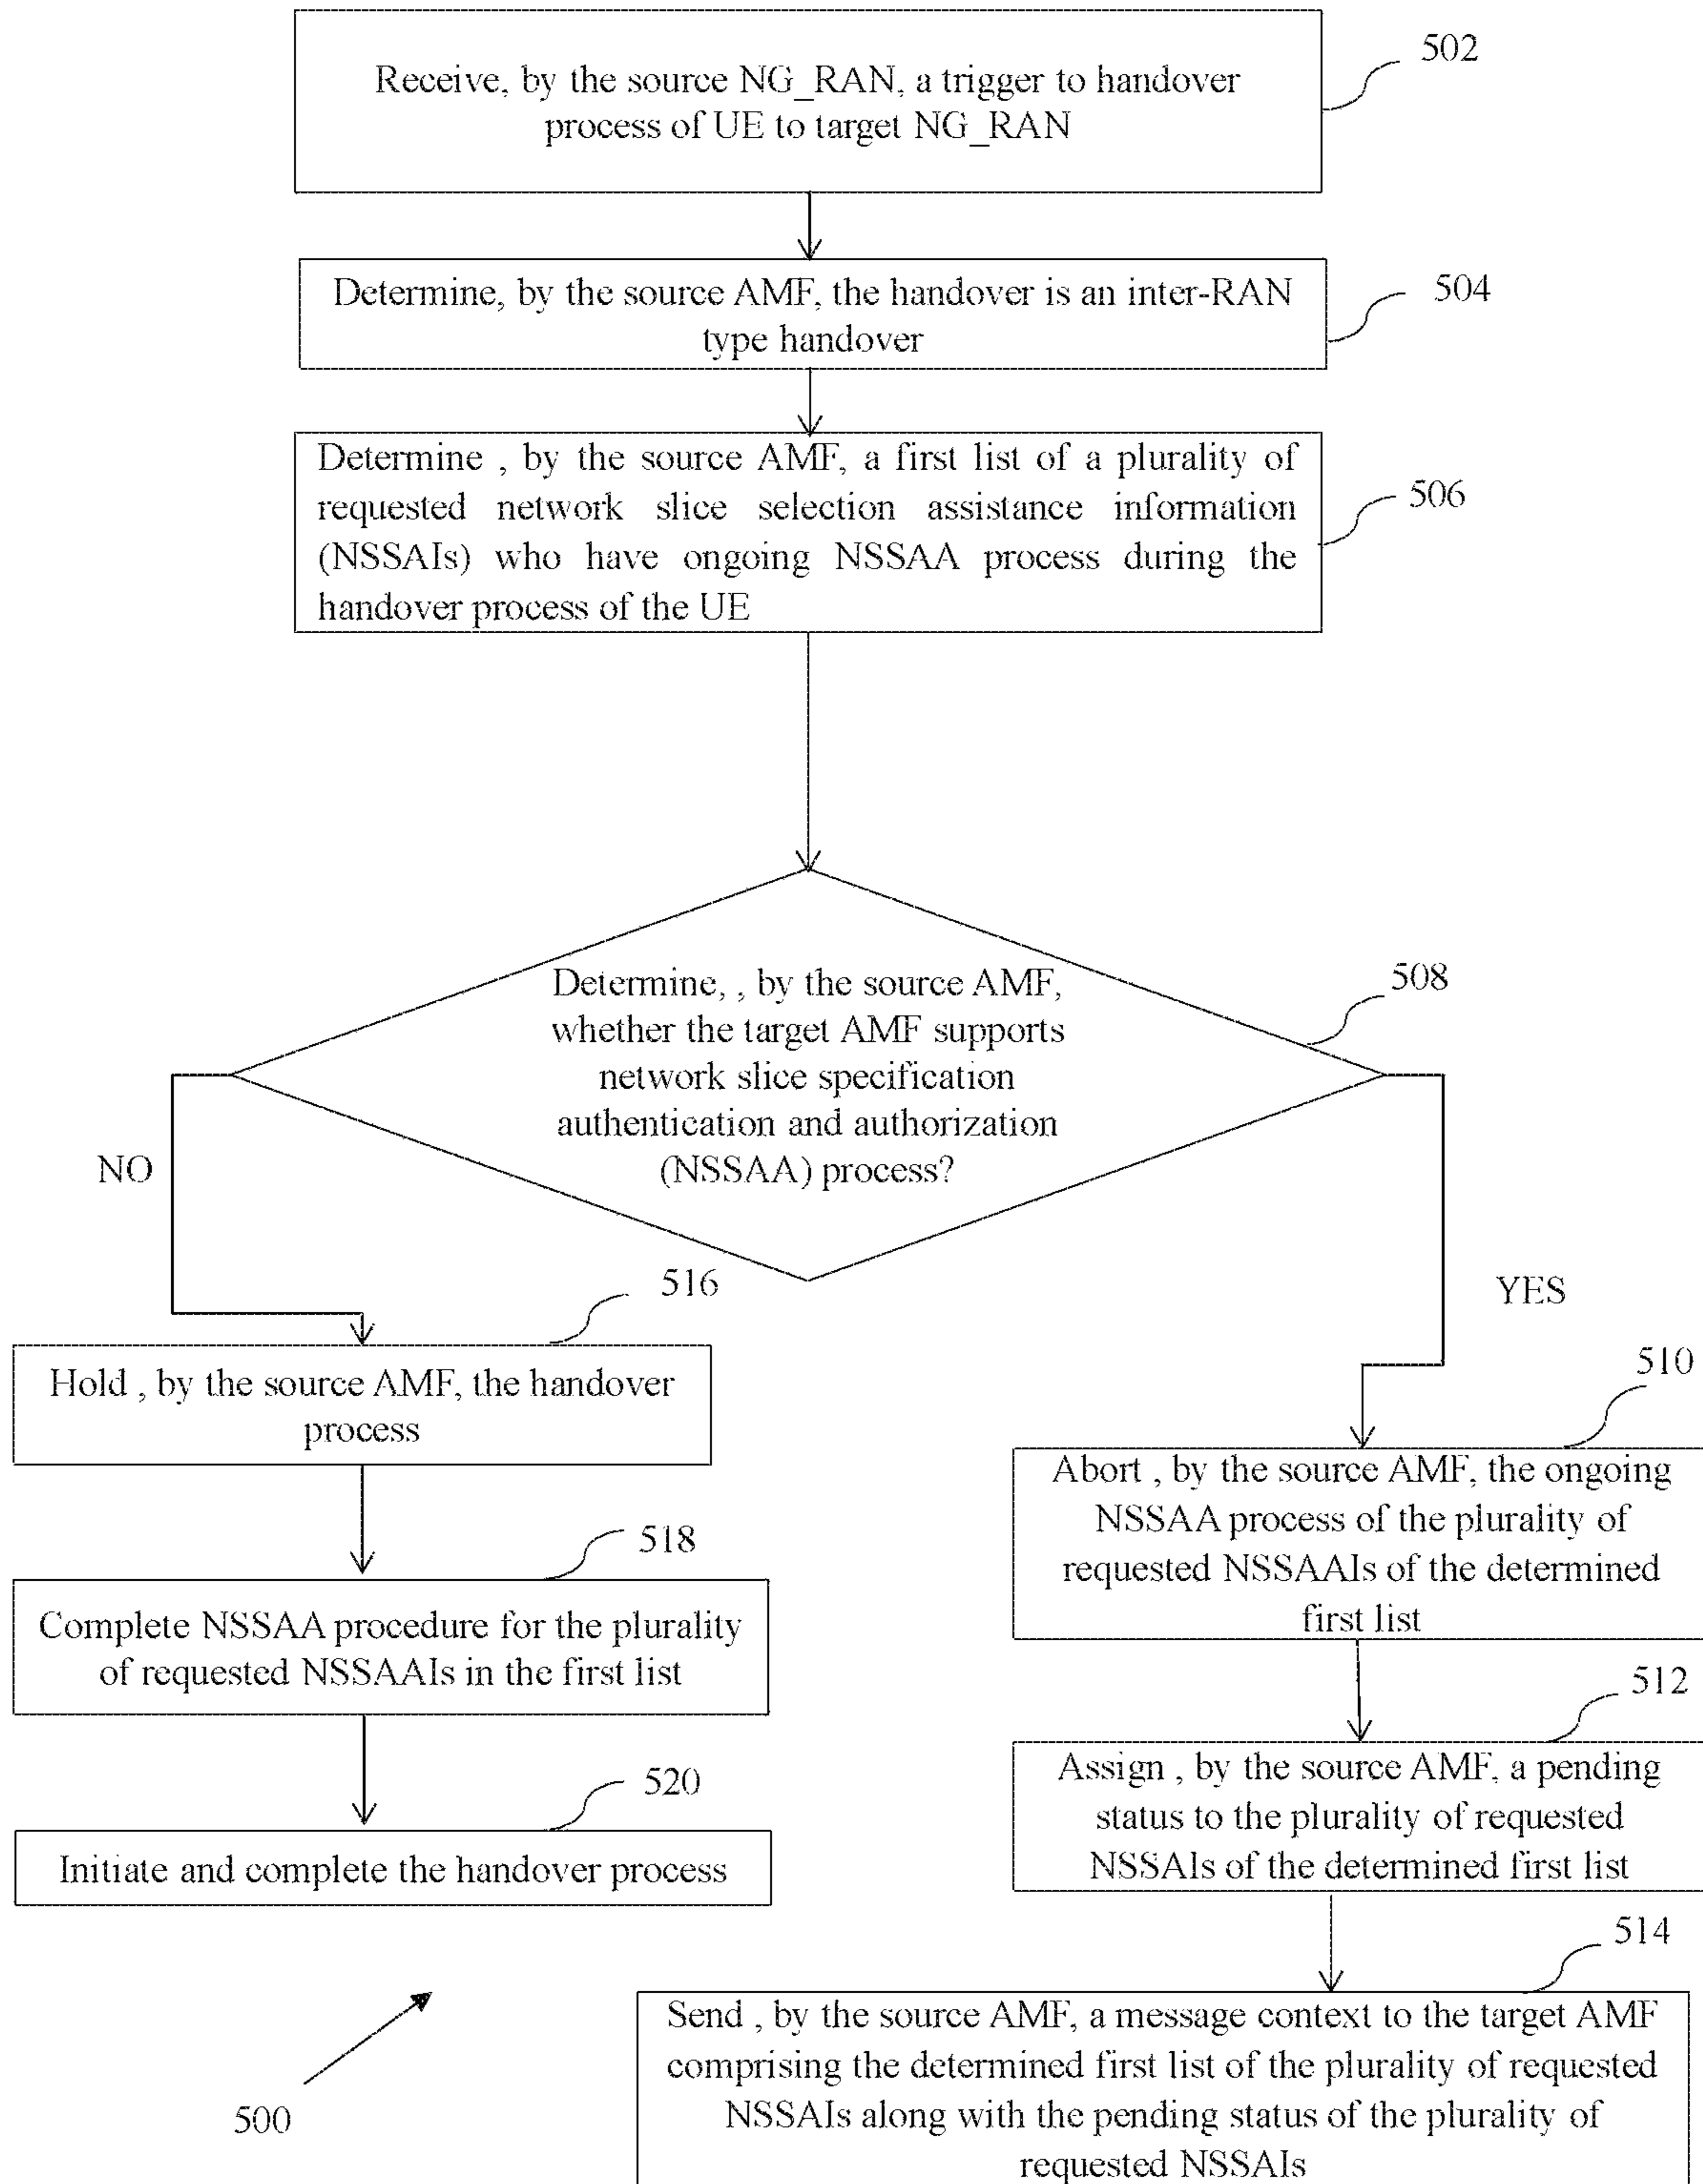 Receive, by the source NG_RAN, a trigger to handover
process of UE to target NG_RAN
502
Determine, by the source AMF, the handover is an inter-RAN
type handover
504
Determine , by the source AMF, a first list of a plurality of
requested network slice selection assistance information
(NSSAIs) who have ongoing NSSAA process during the
handover process of the UE
506
Determine, , by the source AMF,
whether the target AMF supports
network slice specification
authentication and authorization
(NSSAA) process?
508
NO
YES
516
Hold , by the source AMF, the handover
process
518
Complete NSSAA procedure for the plurality
of requested NSSAAIs in the first list
520
Initiate and complete the handover process
510
Abort , by the source AMF, the ongoing
NSSAA process of the plurality of
requested NSSAAIs of the determined
first list
512
Assign , by the source AMF, a pending
status to the plurality of requested
NSSAIs of the determined first list
514
Send , by the source AMF, a message context to the target AMF
comprising the determined first list of the plurality of requested
NSSAIs along with the pending status of the plurality of
requested NSSAIs
500